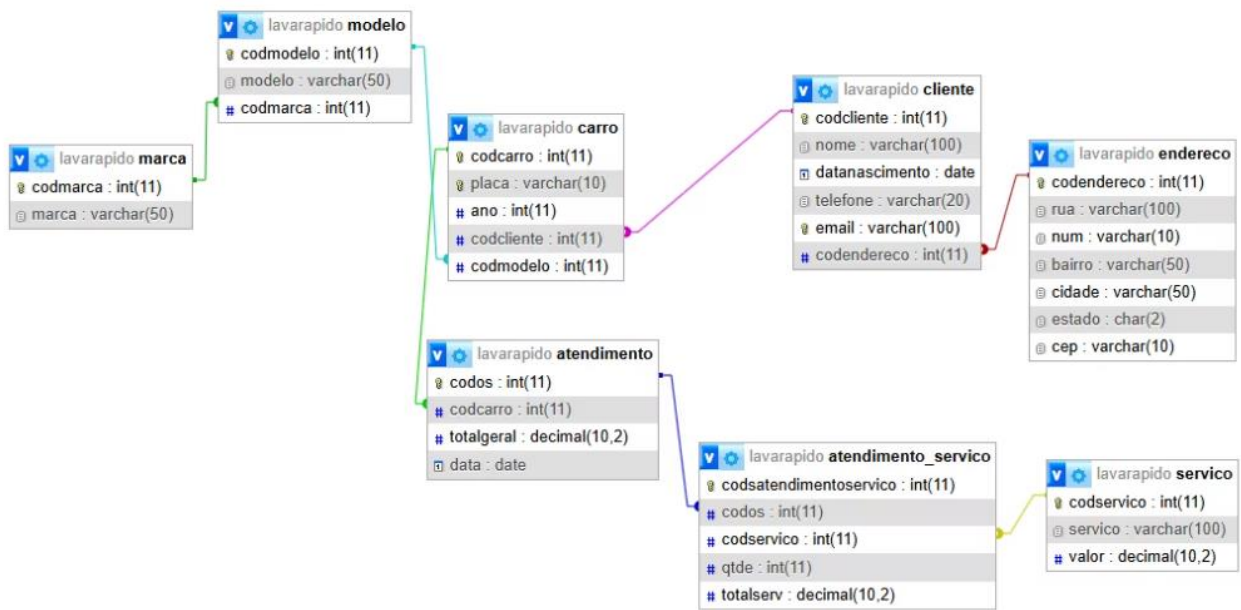 lavarapido modelo
codmodelo : int(11)
modelo : varchar(50)
codmarca : int(11)
lavarapido marca
codmarca : int(11)
marca : varchar(50)
lavarapido carro
codcarro : int(11)
placa : varchar(10)
ano : int(11)
codcliente : int(11)
codmodelo : int(11)
lavarapido cliente
codcliente : int(11)
nome : varchar(100)
datanascimento : date
telefone : varchar(20)
email : varchar(100)
codendereco : int(11)
lavarapido endereco
codendereco : int(11)
rua : varchar(100)
num : varchar(10)
bairro : varchar(50)
cidade : varchar(50)
estado : char(2)
cep : varchar(10)
lavarapido atendimento
codos : int(11)
codcarro : int(11)
totalgeral : decimal(10,2)
data : date
lavarapido atendimento_servico
codsatendimentoservico : int(11)
codos : int(11)
codservico : int(11)
qtde : int(11)
totalserv : decimal(10,2)
lavarapido servico
codservico : int(11)
servico : varchar(100)
valor : decimal(10,2)